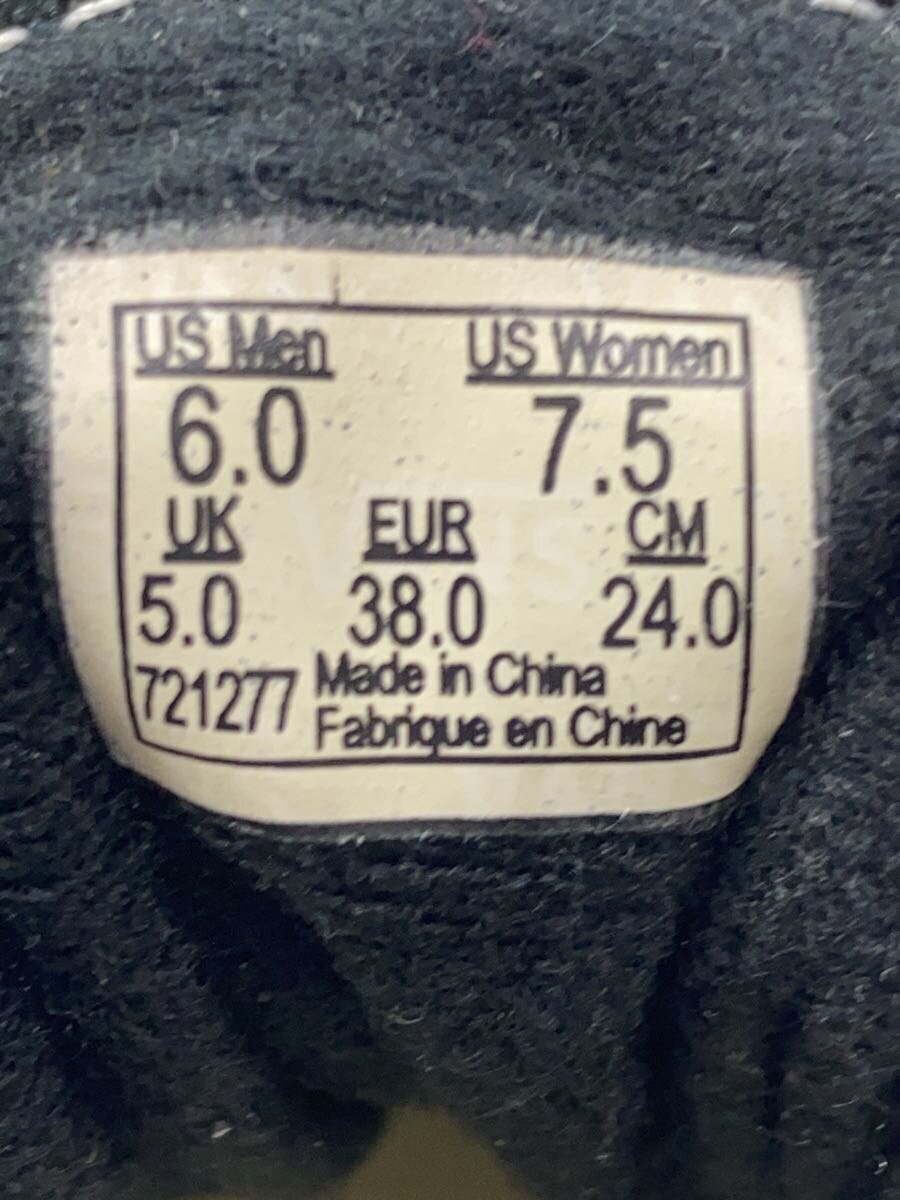 US Men US Women
6.0 7.5
UK EUR CM
5.0 38.0 24.0
721277 Made in China
Fabrique en Chine